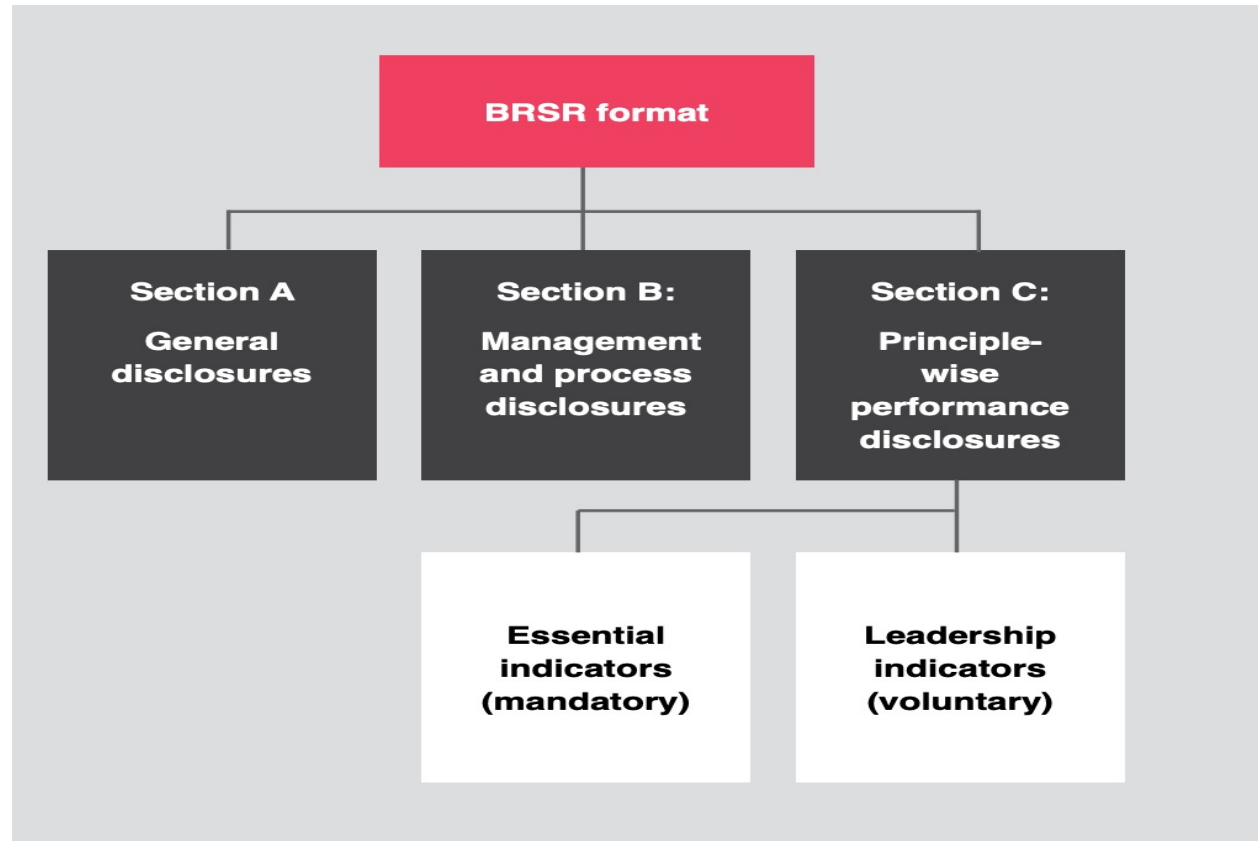 BRSR format
Section A
General
disclosures
Section B:
Management
and process
disclosures
Section C:
Principle-
wise
performance
disclosures
Essential
indicators
(mandatory)
Leadership
indicators
(voluntary)